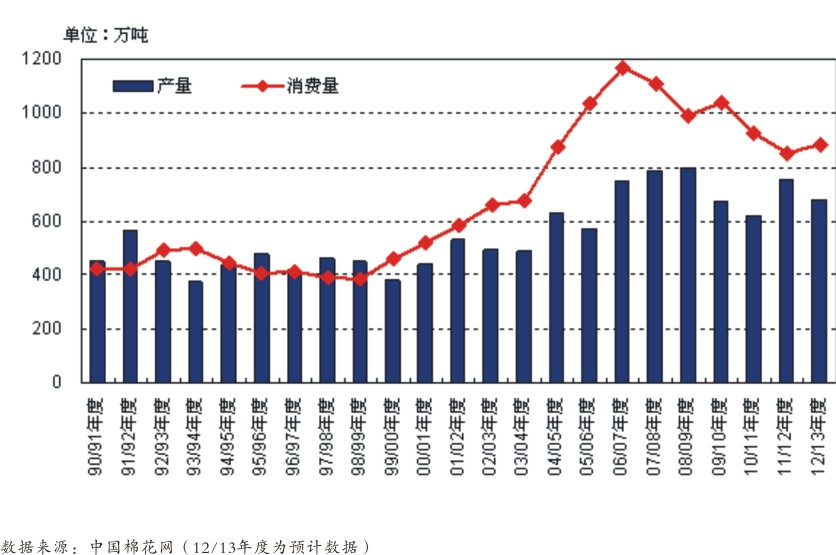 单位：万吨
产量
消费量
1200
1000
800
600
400
200
0
90/91年度
91/92年度
92/93年度
93/94年度
94/95年度
95/96年度
96/97年度
97/98年度
98/99年度
99/00年度
00/01年度
01/02年度
02/03年度
03/04年度
04/05年度
05/06年度
06/07年度
07/08年度
08/09年度
09/10年度
10/11年度
11/12年度
12/13年度
数据来源：中国棉花网（12/13年度为预计数据）